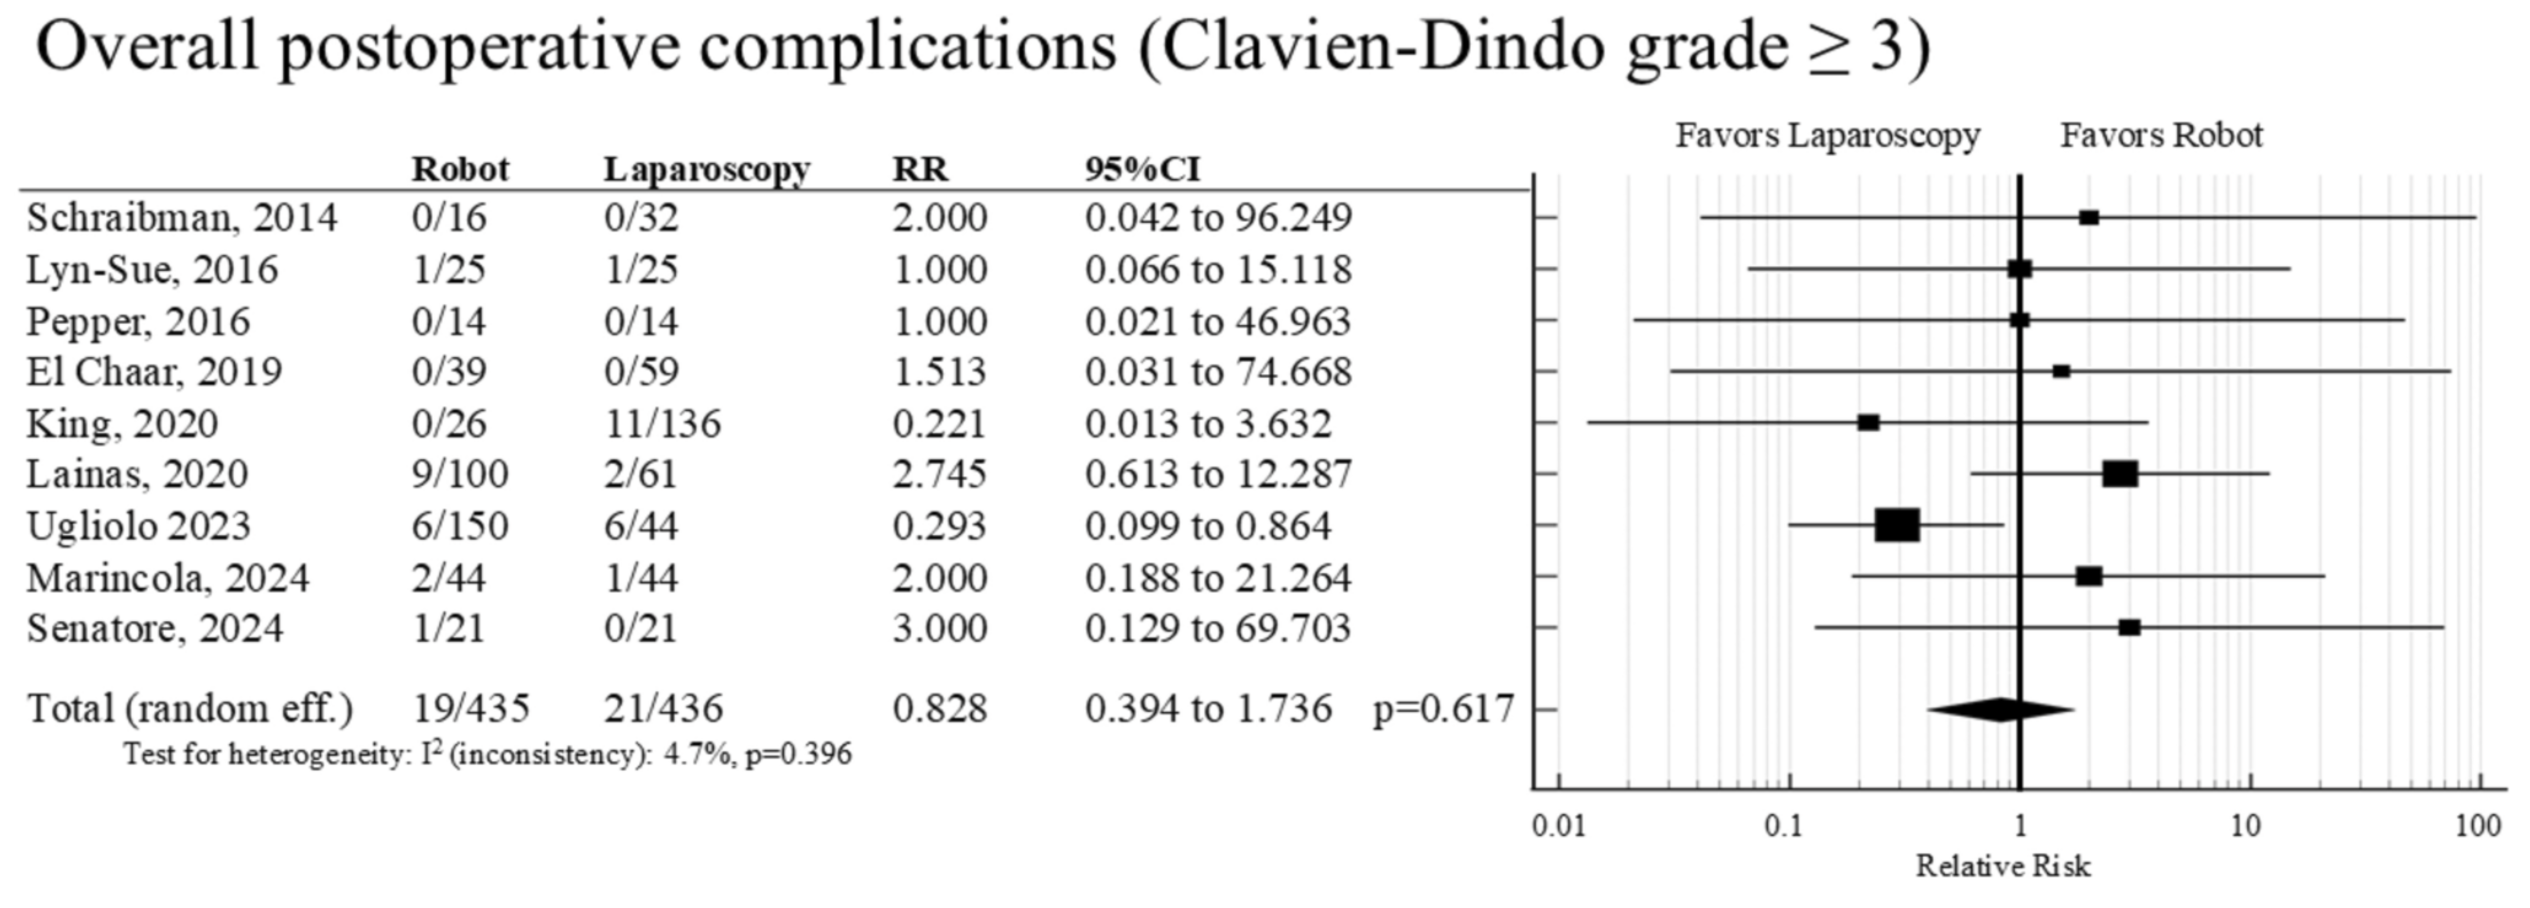 Overall postoperative complications (Clavien-Dindo grade ≥ 3)
Favors Laparoscopy Favors Robot
Robot Laparoscopy RR 95%CI
Schraibman, 2014 0/16 0/32 2.000 0.042 to 96.249
Lyn-Sue, 2016 1/25 1/25 1.000 0.066 to 15.118
Pepper, 2016 0/14 0/14 1.000 0.021 to 46.963
El Chaar, 2019 0/39 0/59 1.513 0.031 to 74.668
King, 2020 0/26 11/136 0.221 0.013 to 3.632
Lainas, 2020 9/100 2/61 2.745 0.613 to 12.287
Ugliolo 2023 6/150 6/44 0.293 0.099 to 0.864
Marincola, 2024 2/44 1/44 2.000 0.188 to 21.264
Senatore, 2024 1/21 0/21 3.000 0.129 to 69.703
Total (random eff.) 19/435 21/436 0.828 0.394 to 1.736 p=0.617
Test for heterogeneity: I² (inconsistency): 4.7%, p=0.396
0.01 0.1 1 10 100
Relative Risk